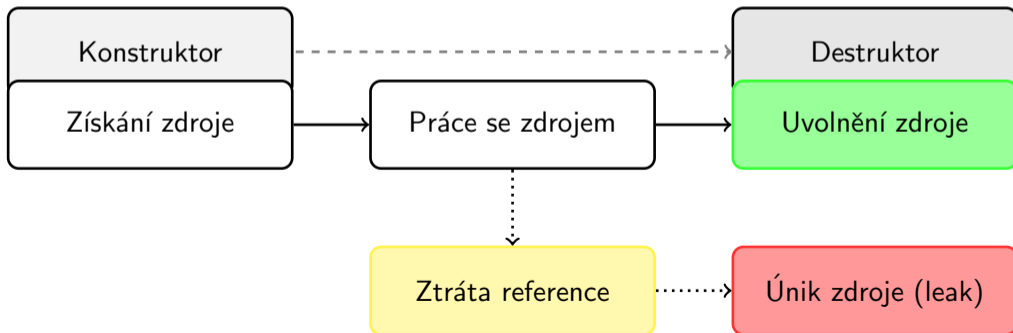 Konstruktor
Destruktor
Získání zdroje
Práce se zdrojem
Uvolnění zdroje
Ztráta reference
Únik zdroje (leak)